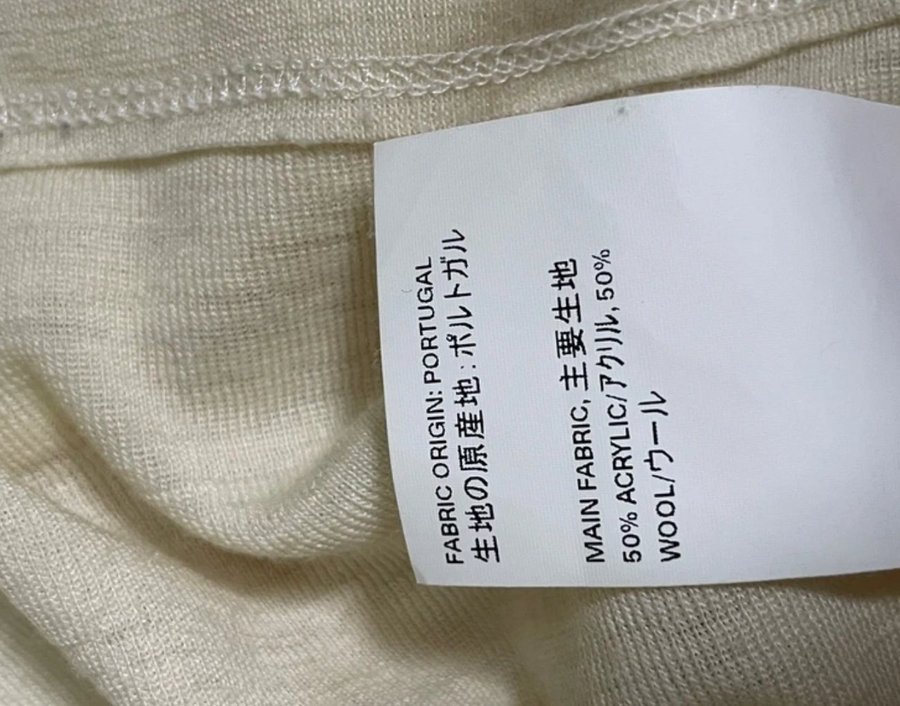 FABRIC ORIGIN: PORTUGAL
生地の原産地：ポルトガル
MAIN FABRIC, 主要生地
50% ACRYLIC/アクリル, 50%
WOOL/ウール